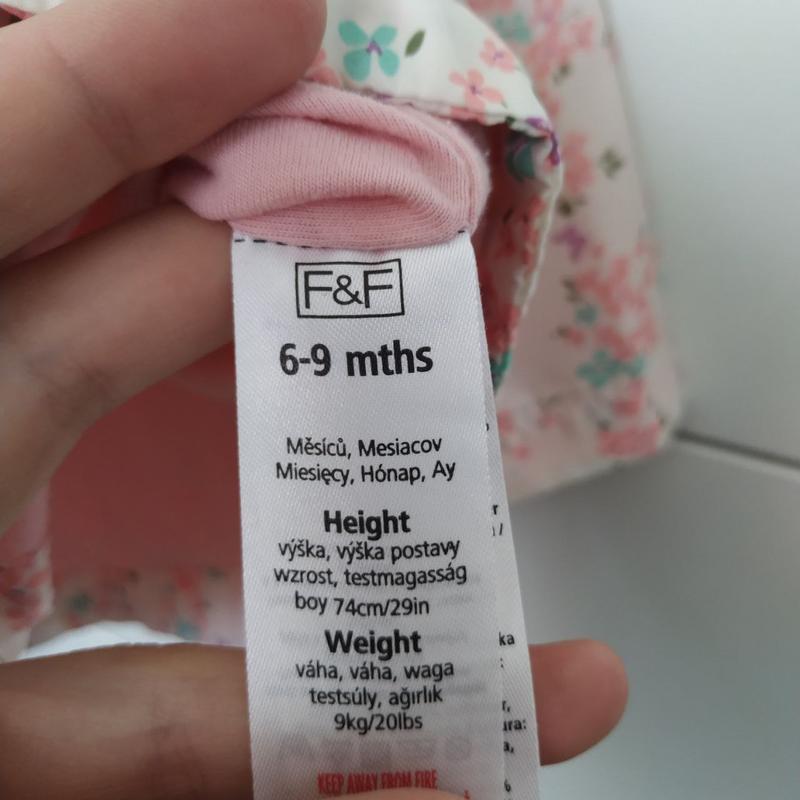 F&F
6-9 mths
Měsíců, Mesiacov
Miesięcy, Hónap, Ay
Height
výška, výška postavy
wzrost, testmagasság
boy 74cm/29in
Weight
váha, váha, waga
testsúly, ağırlık
9kg/20lbs
KEEP AWAY FROM FIRE